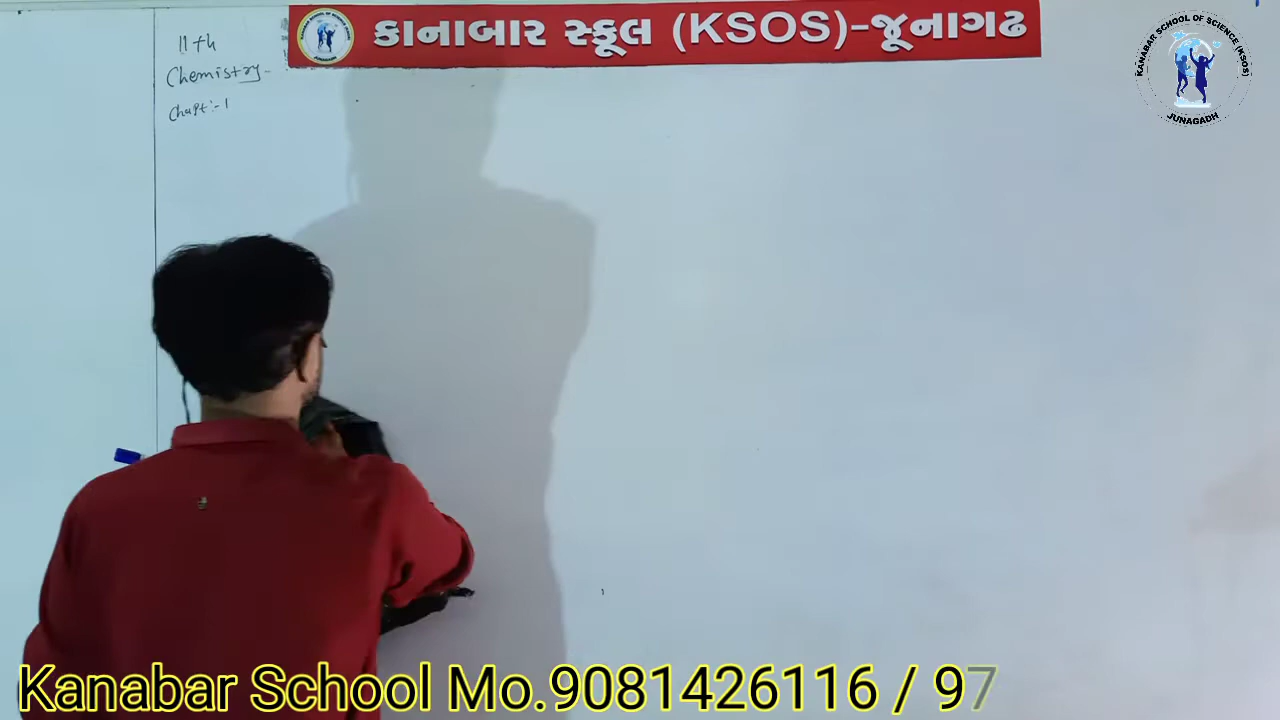 કાનાબાર સ્કૂલ (KSOS)-જૂનાગઢ
KANABAR SCHOOL OF SCIENCE (KSOS)
JUNAGADH
11th
Chemistry.
Chapt:-1
Kanabar School Mo.9081426116 / 97